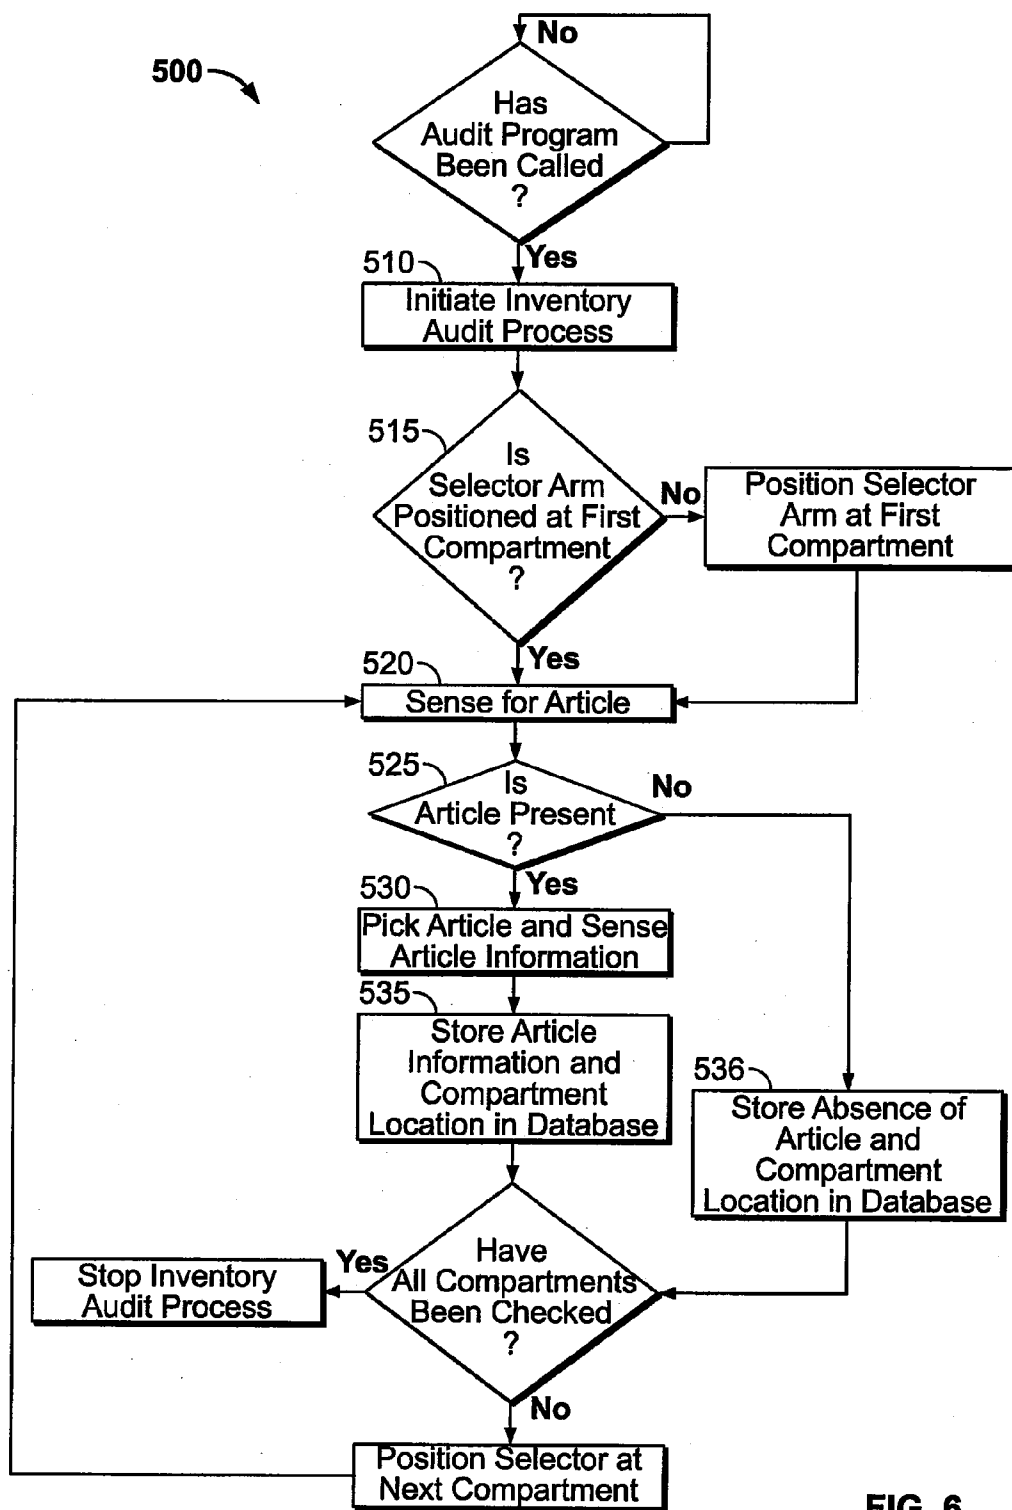 No
500
Has
Audit Program
Been Called
?
Yes
510
Initiate Inventory
Audit Process
515
Is
Selector Arm
Positioned at First
Compartment
?
No
Position Selector
Arm at First
Compartment
Yes
520
Sense for Article
525
Is
Article Present
?
No
Yes
530
Pick Article and Sense
Article Information
535
Store Article
Information and
Compartment
Location in Database
536
Store Absence of
Article and
Compartment
Location in Database
Have
All Compartments
Been Checked
?
Yes
Stop Inventory
Audit Process
No
Position Selector at
Next Compartment
FIG. 6